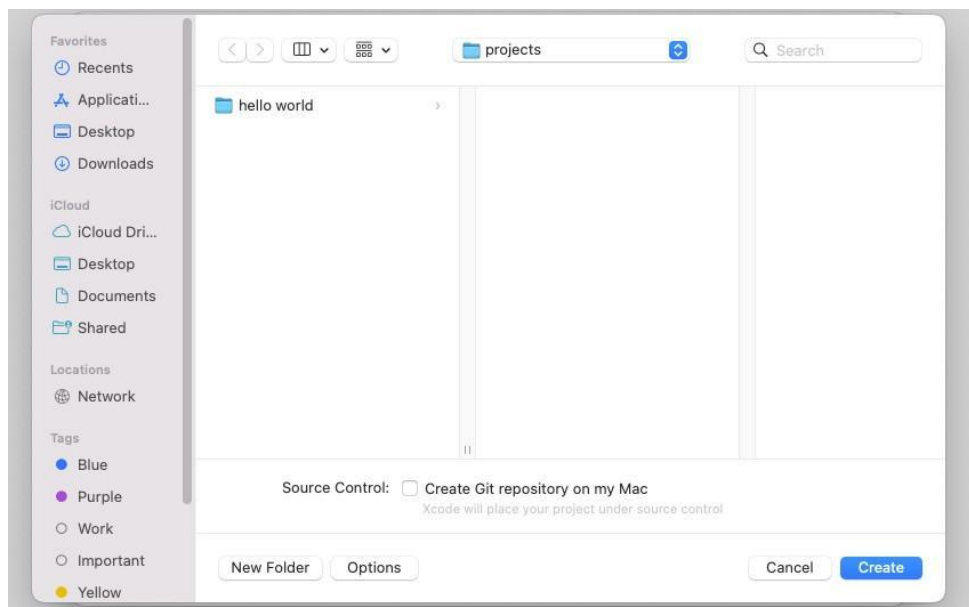 Favorites
Recents
Applicati...
Desktop
Downloads
iCloud
iCloud Dri...
Desktop
Documents
Shared
Locations
Network
Tags
Blue
Purple
Work
Important
Yellow
projects
Search
hello world
Source Control: Create Git repository on my Mac
Xcode will place your project under source control
New Folder Options Cancel Create